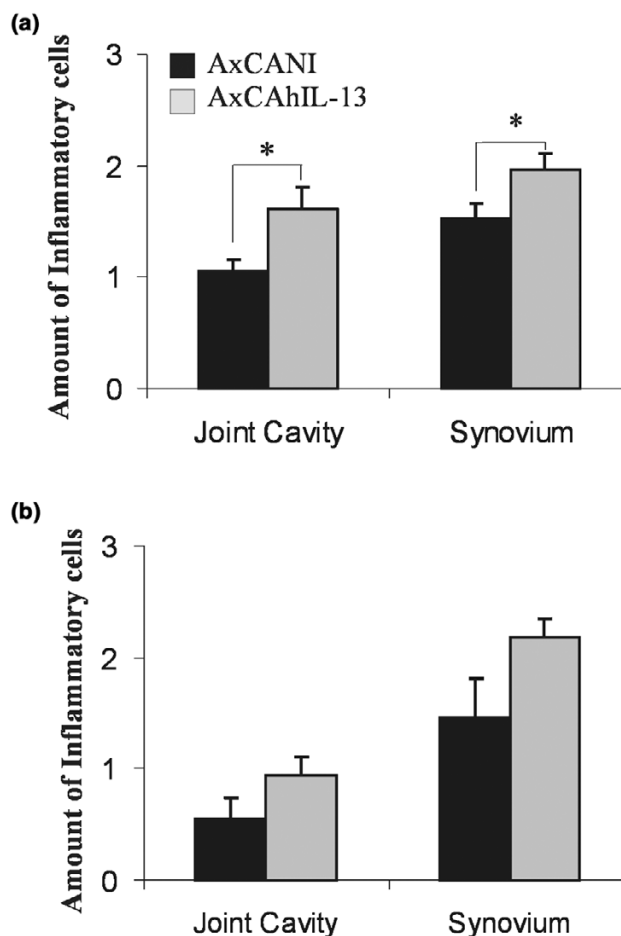 (a)
Amount of Inflammatory cells
3
2
1
0
AxCANI
AxCAhIL-13
*
*
Joint Cavity
Synovium
(b)
Amount of Inflammatory cells
3
2
1
0
Joint Cavity
Synovium